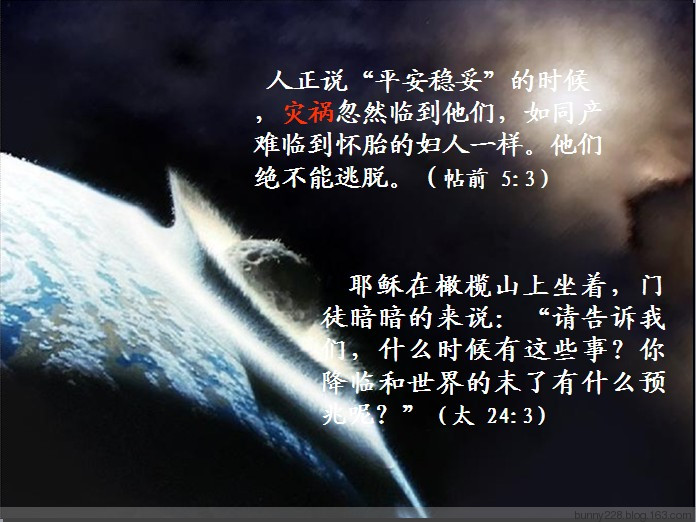 人正说“平安稳妥”的时候
，灾祸忽然临到他们，如同产
难临到怀胎的妇人一样。他们
绝不能逃脱。（帖前 5:3）
耶稣在橄榄山上坐着，门
徒暗暗的来说：“请告诉我
们，什么时候有这些事？你
降临和世界的末了有什么预
兆呢？”（太 24:3）
bunny228.blog.163.com